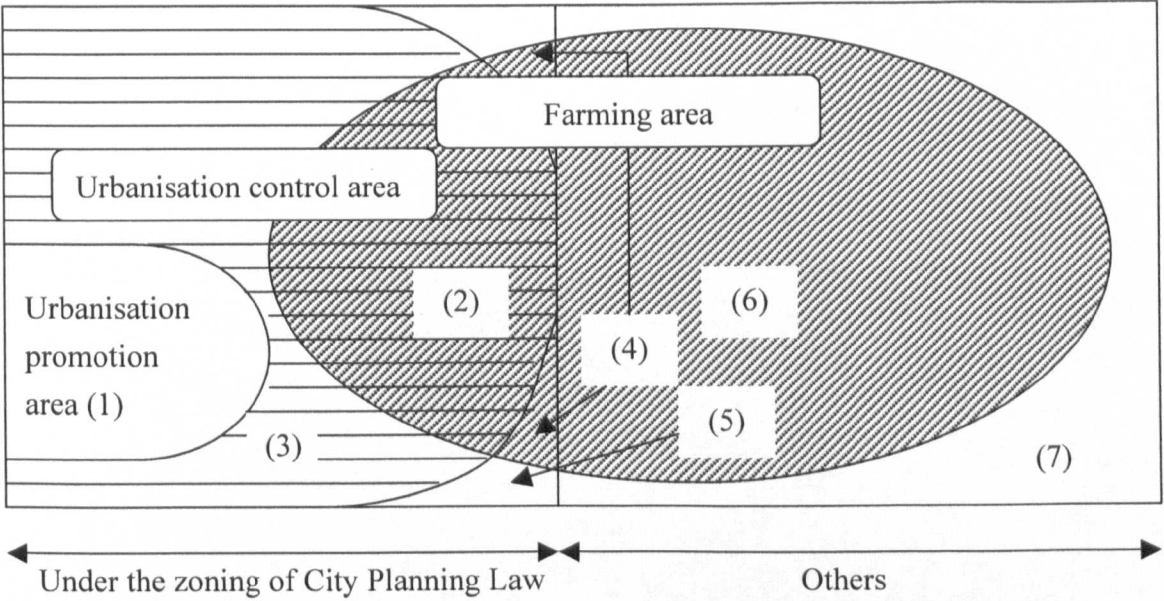 Farming area
Urbanisation control area
Urbanisation
promotion
area (1)
(2)
(6)
(4)
(5)
(3)
(7)
Under the zoning of City Planning Law
Others